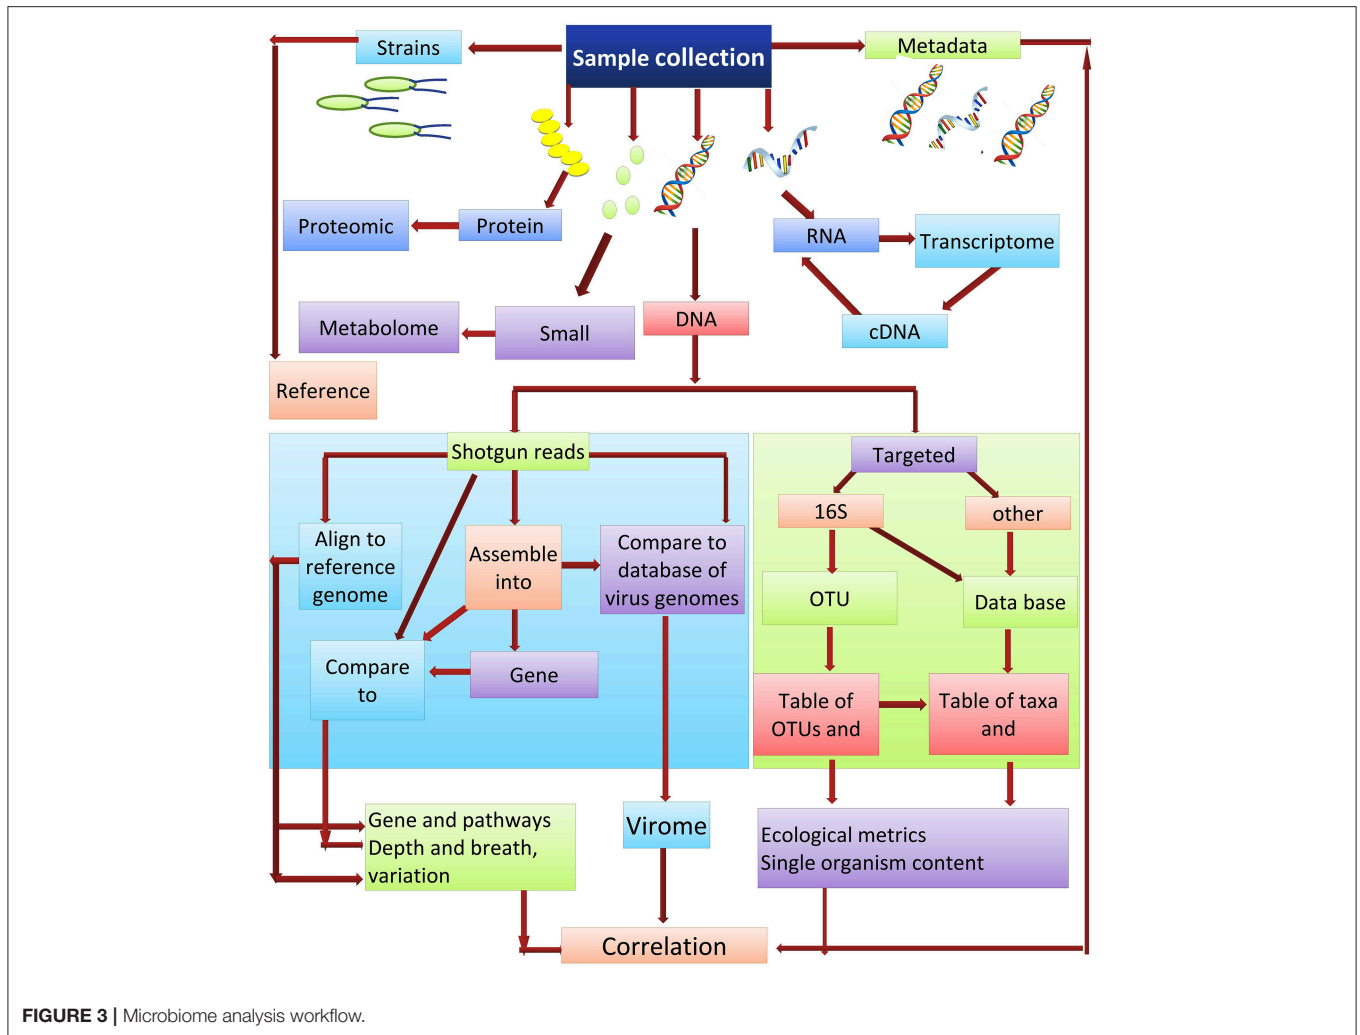 Strains
Sample collection
Metadata
Proteomic
Protein
RNA
Transcriptome
Metabolome
Small
DNA
cDNA
Reference
Shotgun reads
Targeted
16S
other
Align to
reference
genome
Assemble
into
Compare to
database of
virus genomes
OTU
Data base
Compare
to
Gene
Table of
OTUs and
Table of taxa
and
Gene and pathways
Depth and breath,
variation
Virome
Ecological metrics
Single organism content
Correlation
FIGURE 3 | Microbiome analysis workflow.